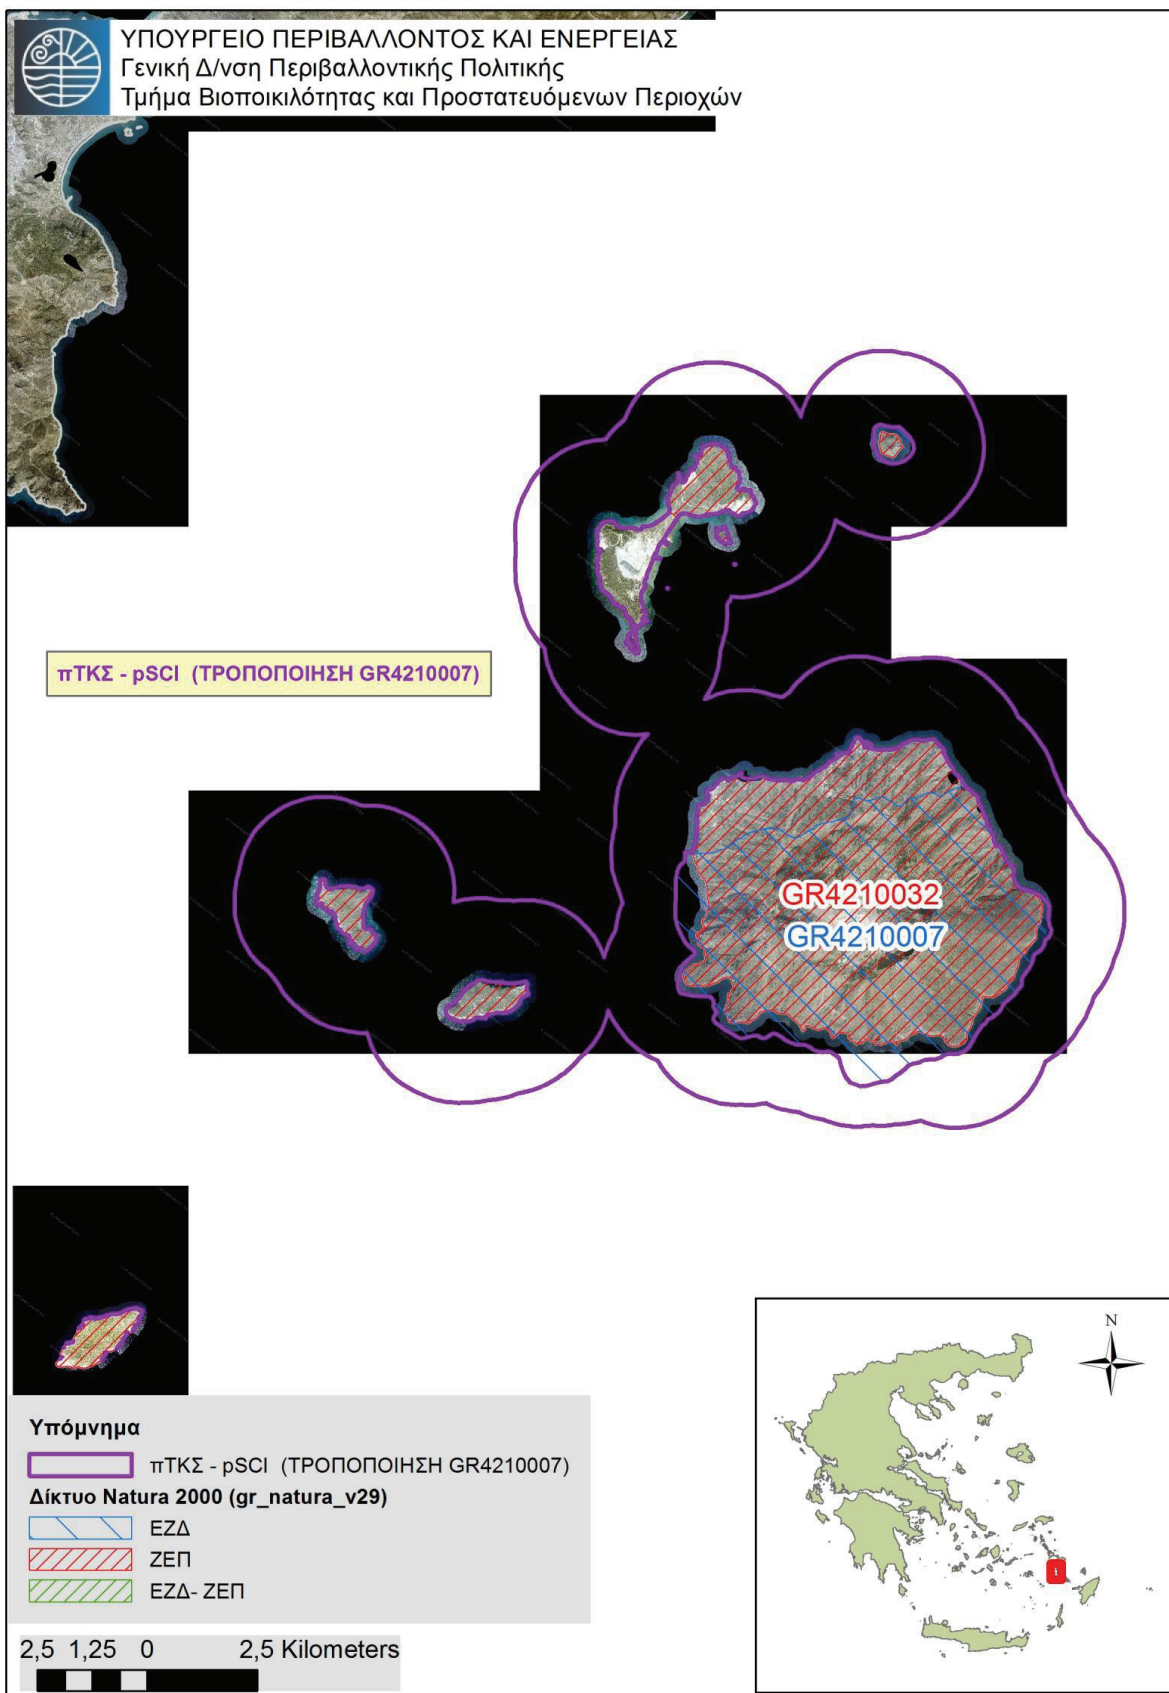 ΥΠΟΥΡΓΕΙΟ ΠΕΡΙΒΑΛΛΟΝΤΟΣ ΚΑΙ ΕΝΕΡΓΕΙΑΣ
Γενική Δ/νση Περιβαλλοντικής Πολιτικής
Τμήμα Βιοποικιλότητας και Προστατευόμενων Περιοχών
πΤΚΣ - pSCI (ΤΡΟΠΟΠΟΙΗΣΗ GR4210007)
GR4210032
GR4210007
Υπόμνημα
πΤΚΣ - pSCI (ΤΡΟΠΟΠΟΙΗΣΗ GR4210007)
Δίκτυο Natura 2000 (gr_natura_v29)
ΕΖΔ
ΖΕΠ
ΕΖΔ- ΖΕΠ
2,5 1,25 0 2,5 Kilometers
N